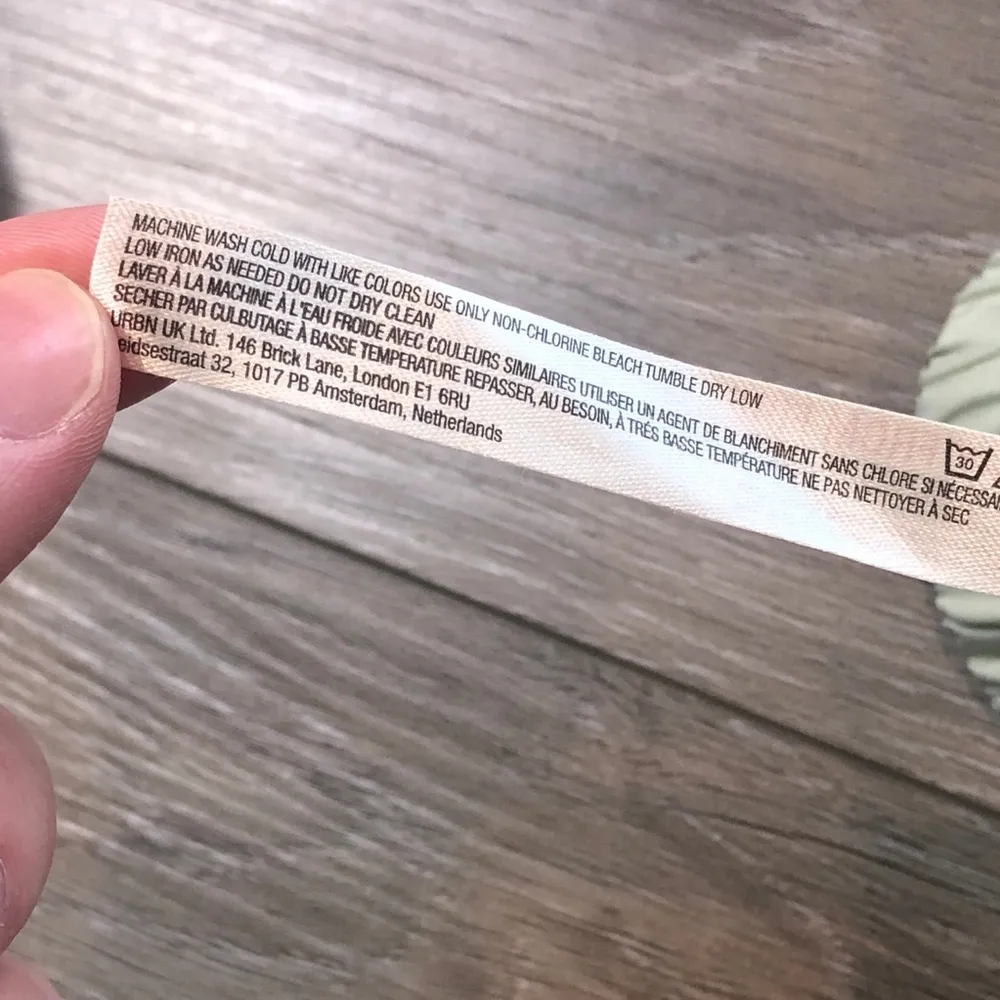 MACHINE WASH COLD WITH LIKE COLORS USE ONLY NON-CHLORINE BLEACH TUMBLE DRY LOW
LOW IRON AS NEEDED DO NOT DRY CLEAN
LAVER À LA MACHINE À L'EAU FROIDE AVEC COULEURS SIMILAIRES UTILISER UN AGENT DE BLANCHIMENT SANS CHLORE SI NÉCESSAI
SECHER PAR CULBUTAGE À BASSE TEMPERATURE REPASSER, AU BESOIN, À TRÉS BASSE TEMPÉRATURE NE PAS NETTOYER À SEC
URBN UK Ltd. 146 Brick Lane, London E1 6RU
eidsestraat 32, 1017 PB Amsterdam, Netherlands
30